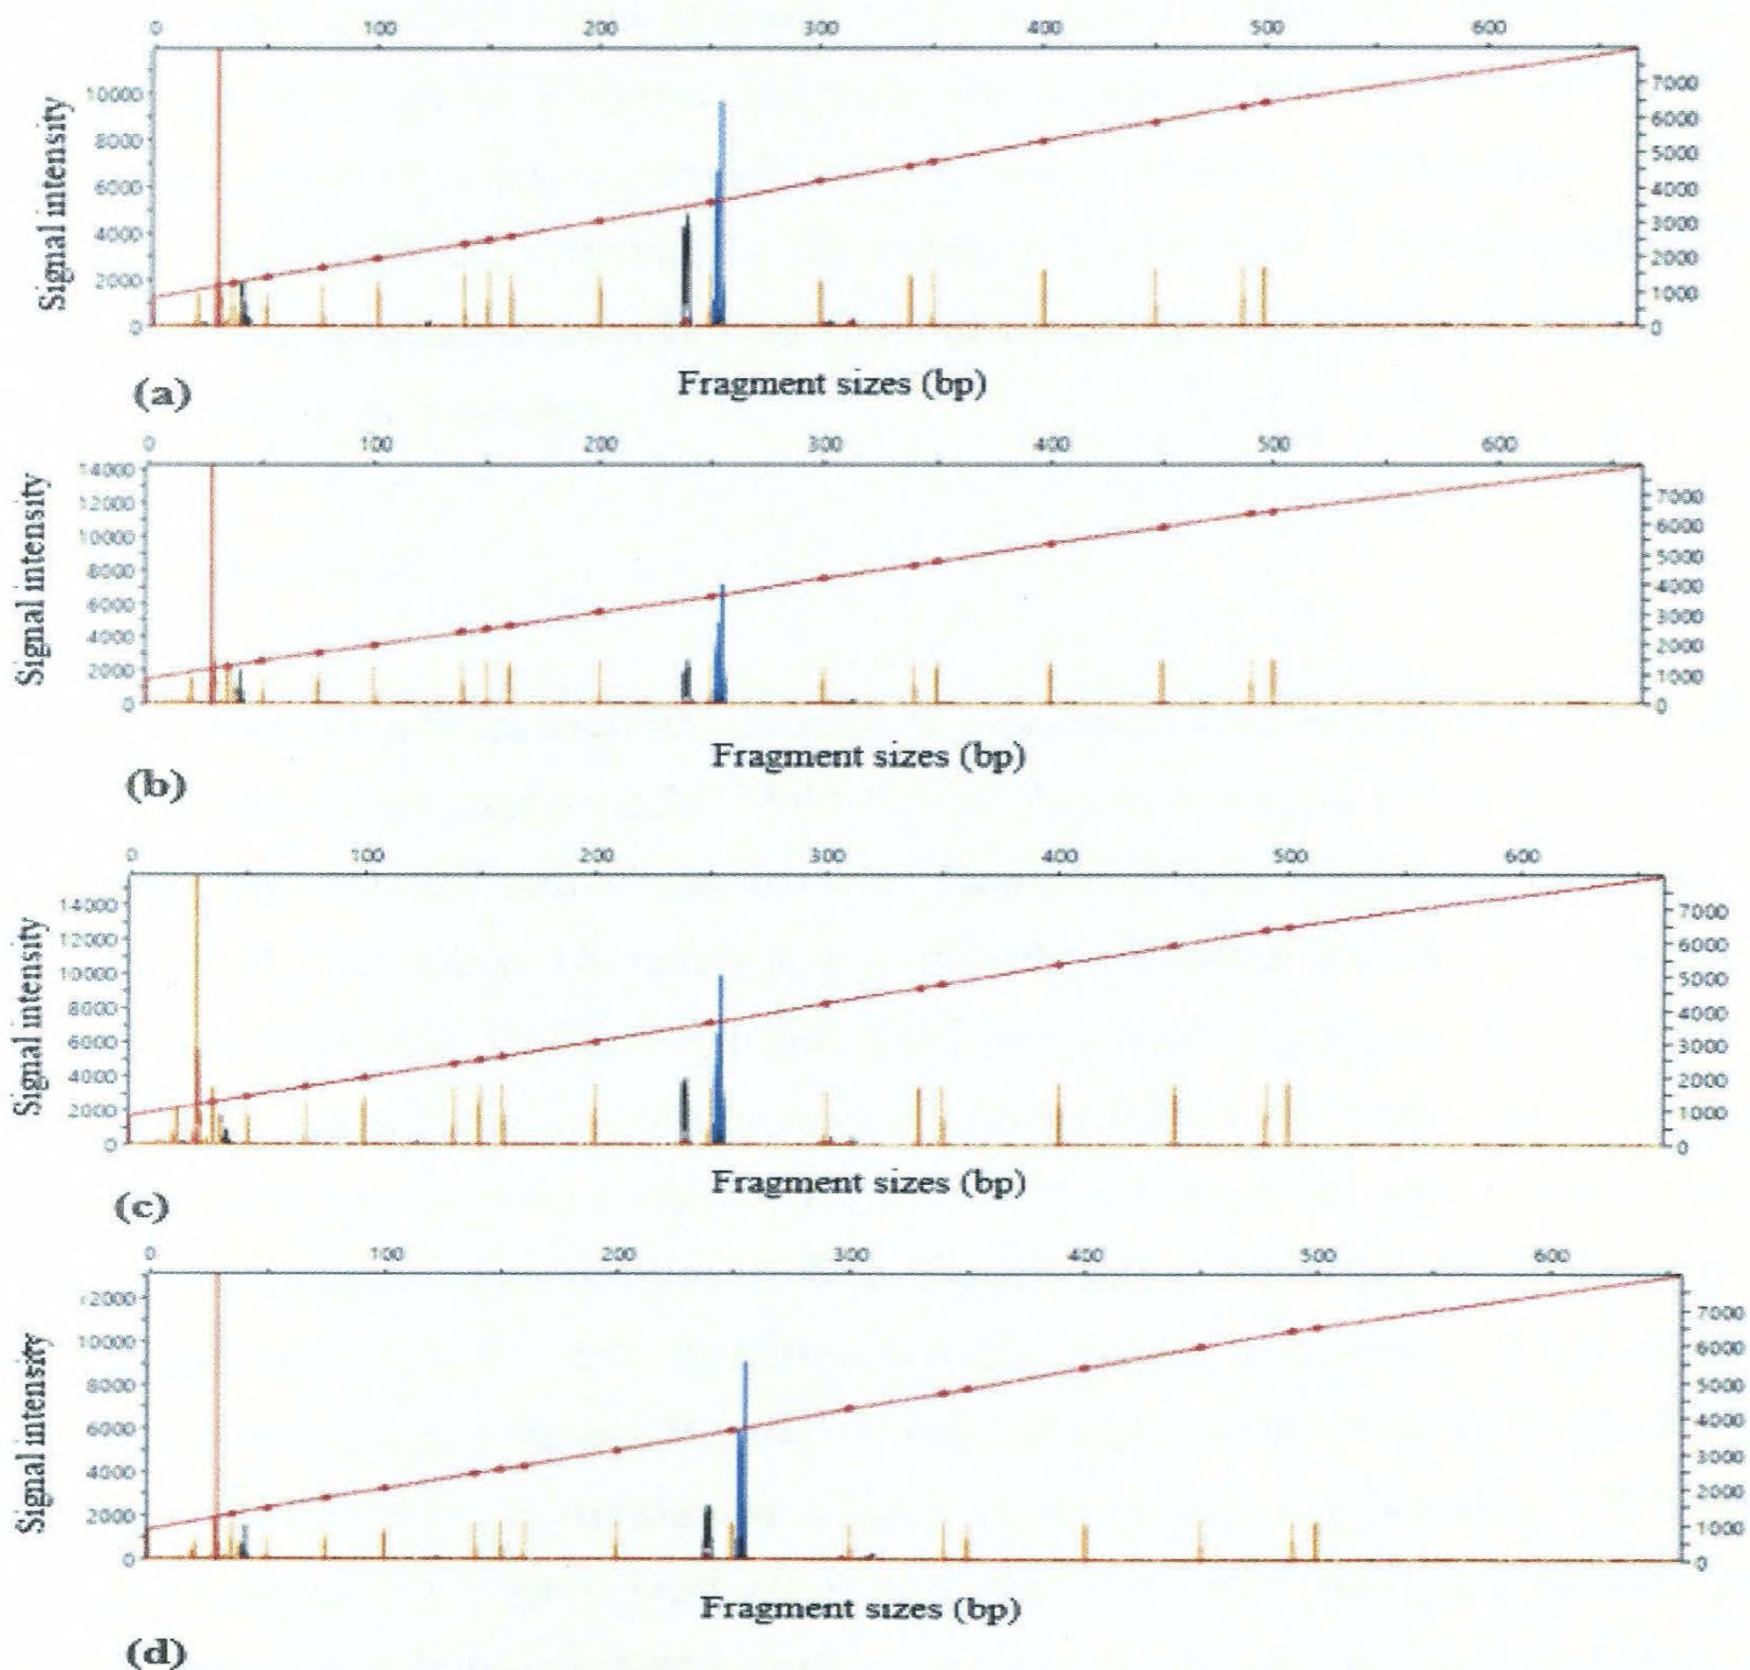 0 100 200 300 400 500 600
10000 7000
8000 6000
6000 5000
4000 4000
2000 3000
0 2000
1000
0
Signal intensity
Fragment sizes (bp)
(a)
0 100 200 300 400 500 600
14000 7000
12000 6000
10000 5000
8000 4000
6000 3000
4000 2000
2000 1000
0 0
Signal intensity
Fragment sizes (bp)
(b)
0 100 200 300 400 500 600
14000 7000
12000 6000
10000 5000
8000 4000
6000 3000
4000 2000
2000 1000
0 0
Signal intensity
Fragment sizes (bp)
(c)
0 100 200 300 400 500 600
12000 7000
10000 6000
8000 5000
6000 4000
4000 3000
2000 2000
0 1000
0
Signal intensity
Fragment sizes (bp)
(d)